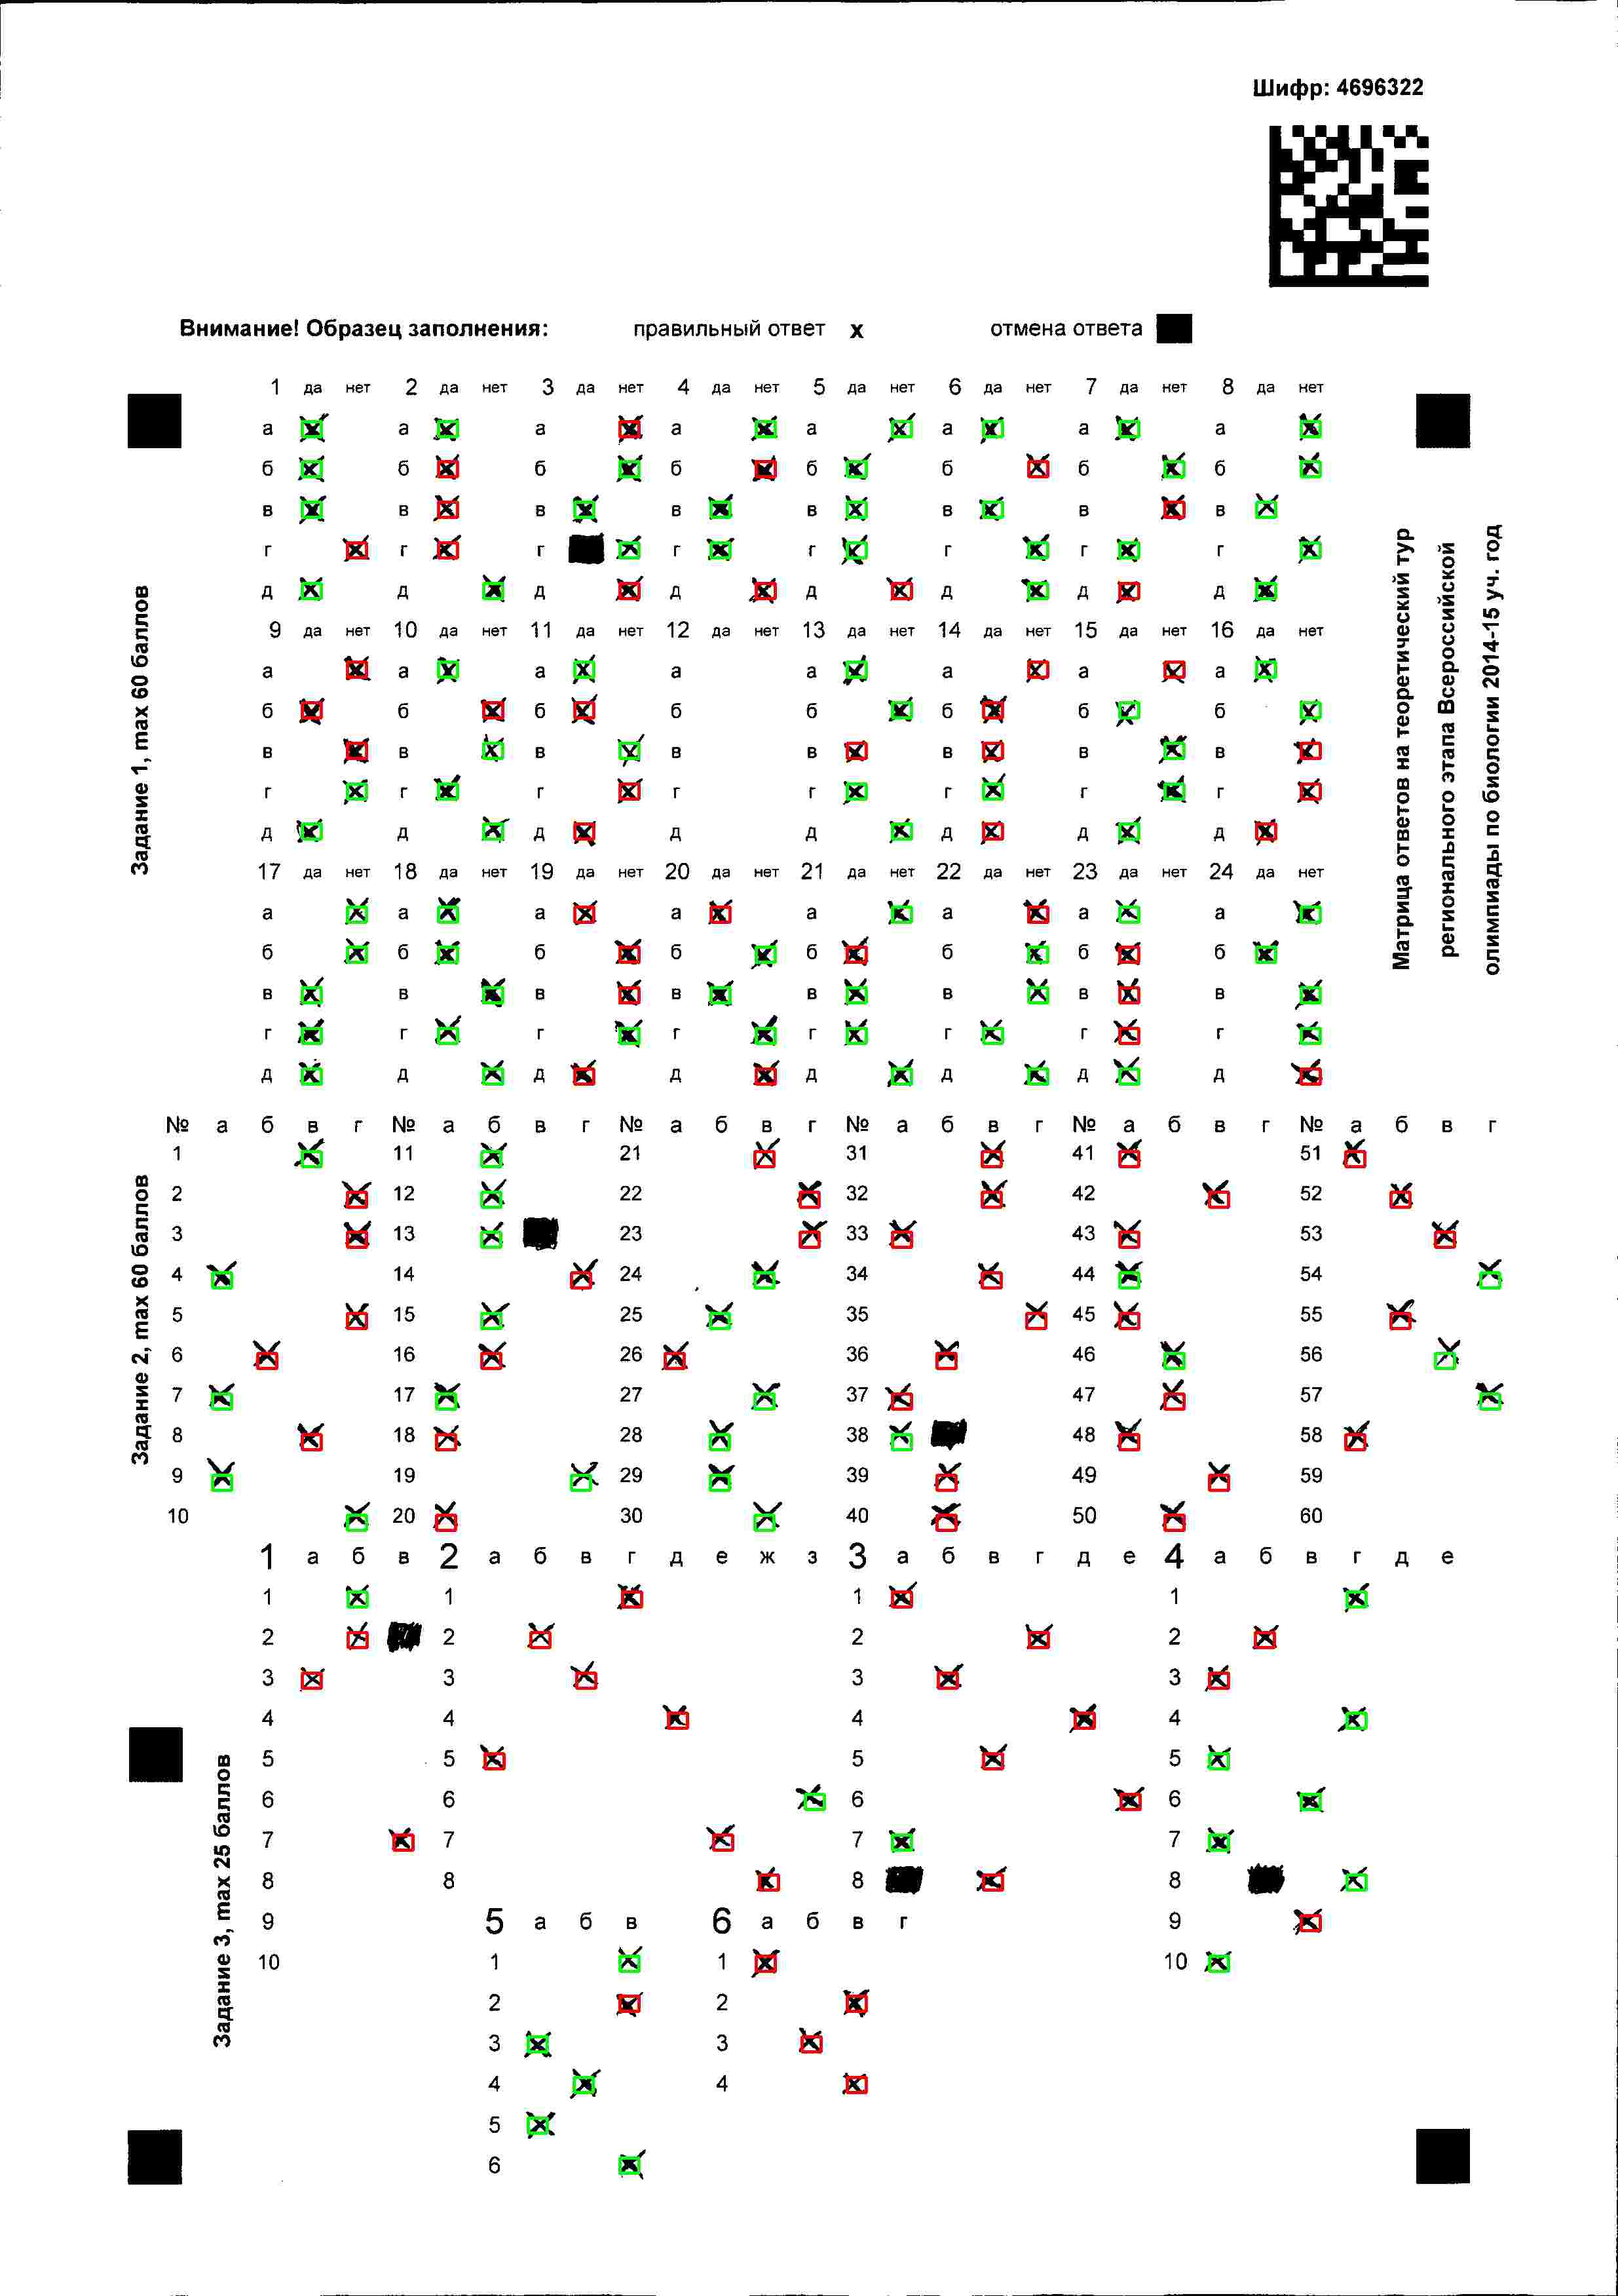 Шифр: 4696322
Внимание! Образец заполнения: правильный ответ x отмена ответа
1 да нет 2 да нет 3 да нет 4 да нет 5 да нет 6 да нет 7 да нет 8 да нет
а а а а а а а а
б б б б б б б б
в в в в в в в в
г г г г г г г г
д д д д д д д д
9 да нет 10 да нет 11 да нет 12 да нет 13 да нет 14 да нет 15 да нет 16 да нет
а а а а а а а а
б б б б б б б б
в в в в в в в в
г г г г г г г г
д д д д д д д д
17 да нет 18 да нет 19 да нет 20 да нет 21 да нет 22 да нет 23 да нет 24 да нет
а а а а а а а а
б б б б б б б б
в в в в в в в в
г г г г г г г г
д д д д д д д д
Задание 1, max 60 баллов
Матрица ответов на теоретический тур
регионального этапа Всероссийской
олимпиады по биологии 2014-15 уч. год
№ а б в г № а б в г № а б в г № а б в г № а б в г № а б в г
1 11 21 31 41 51
2 12 22 32 42 52
3 13 23 33 43 53
4 14 24 34 44 54
5 15 25 35 45 55
6 16 26 36 46 56
7 17 27 37 47 57
8 18 28 38 48 58
9 19 29 39 49 59
10 20 30 40 50 60
Задание 2, max 60 баллов
1 а б в 2 а б в г д е ж з 3 а б в г д е 4 а б в г д е
1 1 1 1
2 2 2 2
3 3 3 3
4 4 4 4
5 5 5 5
6 6 6 6
7 7 7 7
8 8 8 8
9 5 а б в 6 а б в г 9
10 1 1 10
2 2
3 3
4 4
5
6
Задание 3, max 25 баллов